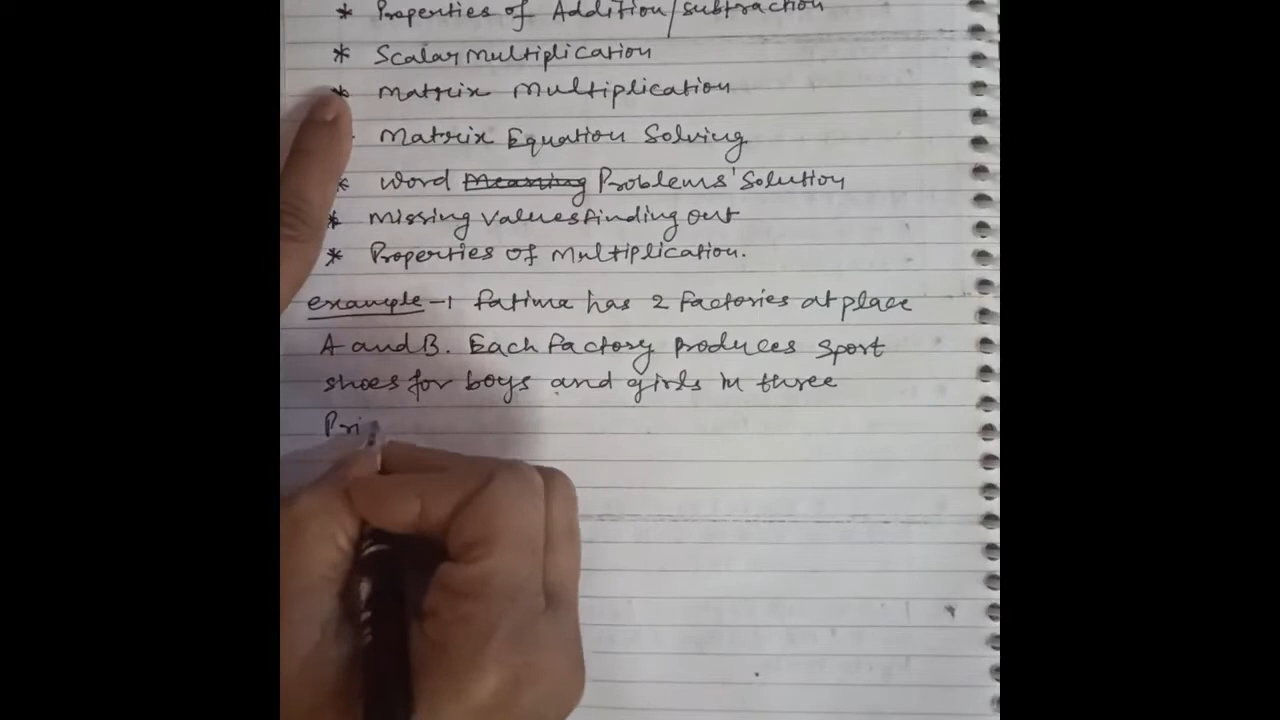 * Properties of Addition/subtraction
* Scalar multiplication
* Matrix Multiplication
Matrix Equation Solving
* Word Meaning Problems' Solution
* Missing values finding out
* Properties of Multiplication.
example-1 Fatima has 2 factories at place
A and B. Each factory produces sport
shoes for boys and girls in three
Pri